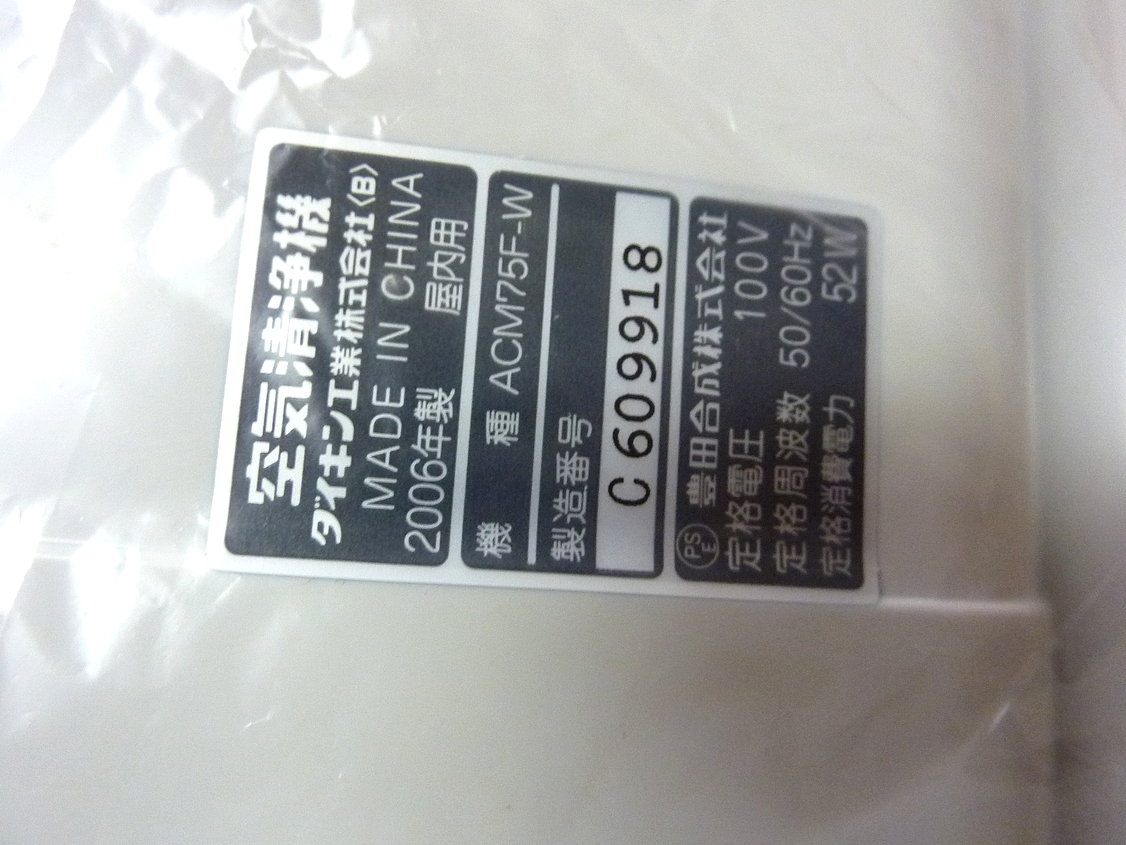 空気清浄機
ダイキン工業株式会社〈B〉
MADE IN CHINA
2006年製 屋内用
機 種 ACM75F-W
製造番号
C609918
PSE 豊田合成株式会社
定格電圧 100V
定格周波数 50/60Hz
定格消費電力 52W